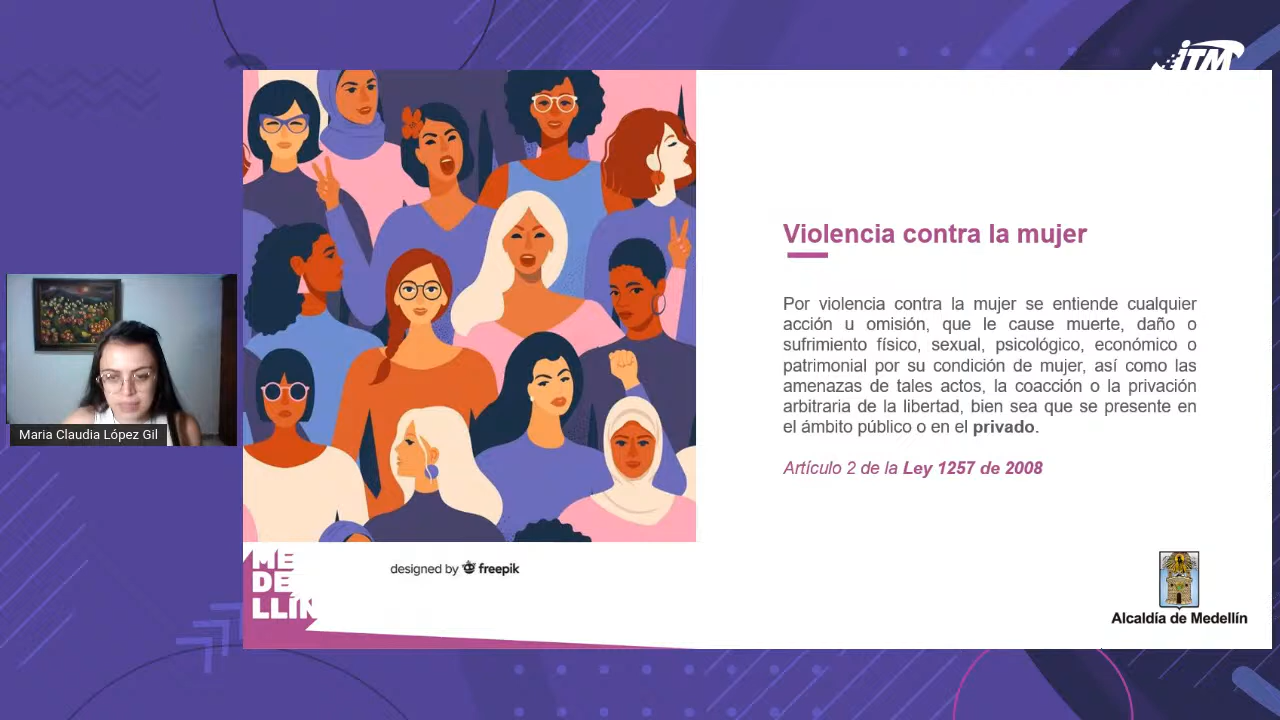 iTM
Violencia contra la mujer
Por violencia contra la mujer se entiende cualquier
acción u omisión, que le cause muerte, daño o
sufrimiento físico, sexual, psicológico, económico o
patrimonial por su condición de mujer, así como las
amenazas de tales actos, la coacción o la privación
arbitraria de la libertad, bien sea que se presente en
el ámbito público o en el privado.
Artículo 2 de la Ley 1257 de 2008
Maria Claudia López Gil
ME
DE
LLÍN
designed by freepik
Alcaldía de Medellín